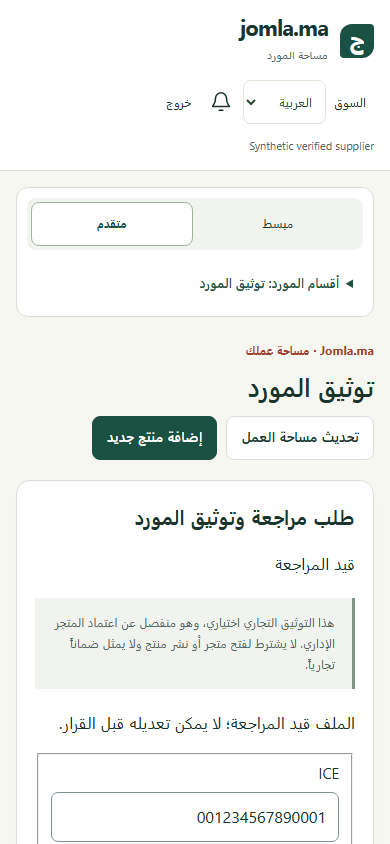 jomla.ma
ج
مساحة المورد
السوق
العربية
خروج
Synthetic verified supplier
مبسط
متقدم
أقسام المورد: توثيق المورد
Jomla.ma · مساحة عملك
توثيق المورد
تحديث مساحة العمل
إضافة منتج جديد
طلب مراجعة وتوثيق المورد
قيد المراجعة
هذا التوثيق التجاري اختياري، وهو منفصل عن اعتماد المتجر
الإداري. لا يشترط لفتح متجر أو نشر منتج ولا يمثل ضماناً
تجارياً.
الملف قيد المراجعة؛ لا يمكن تعديله قبل القرار.
ICE
001234567890001